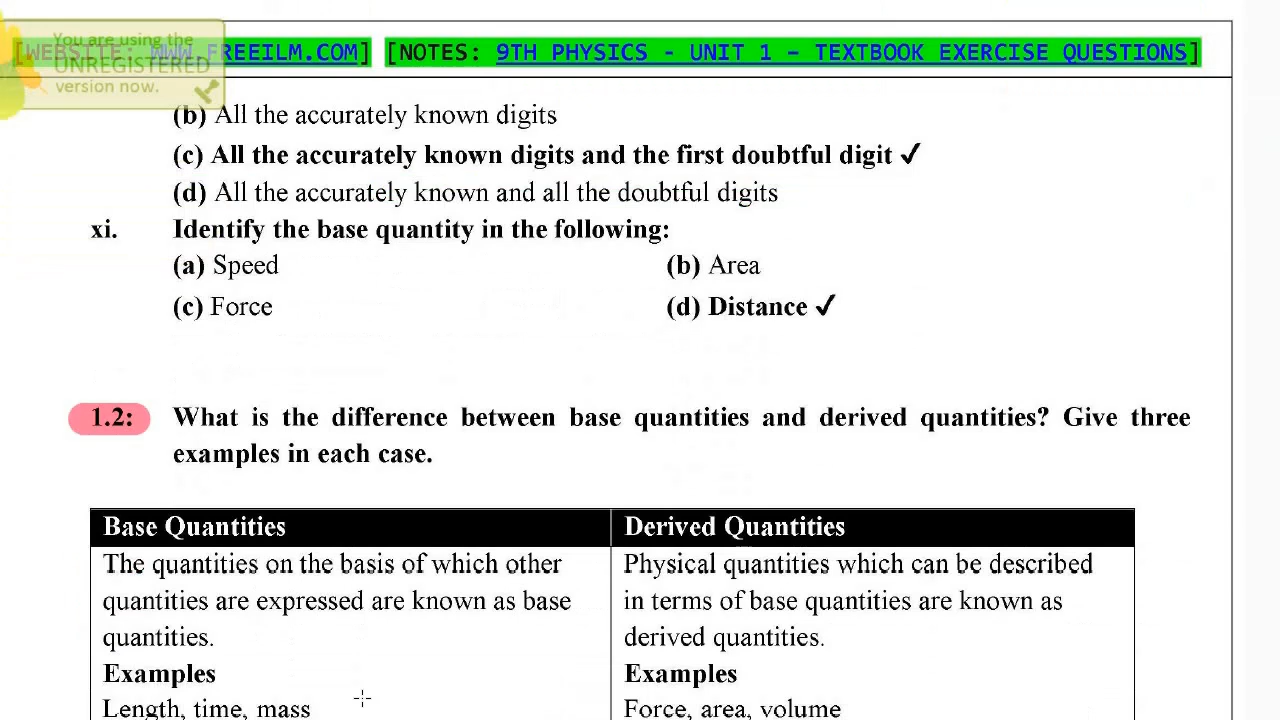 You are using the
UNREGISTERED
version now.
[WEBSITE: WWW.FREEILM.COM] [NOTES: 9TH PHYSICS - UNIT 1 – TEXTBOOK EXERCISE QUESTIONS]
(b) All the accurately known digits
(c) All the accurately known digits and the first doubtful digit ✓
(d) All the accurately known and all the doubtful digits
xi. Identify the base quantity in the following:
(a) Speed (b) Area
(c) Force (d) Distance ✓
1.2: What is the difference between base quantities and derived quantities? Give three
examples in each case.
Base Quantities Derived Quantities
The quantities on the basis of which other Physical quantities which can be described
quantities are expressed are known as base in terms of base quantities are known as
quantities. derived quantities.
Examples Examples
Length, time, mass Force, area, volume